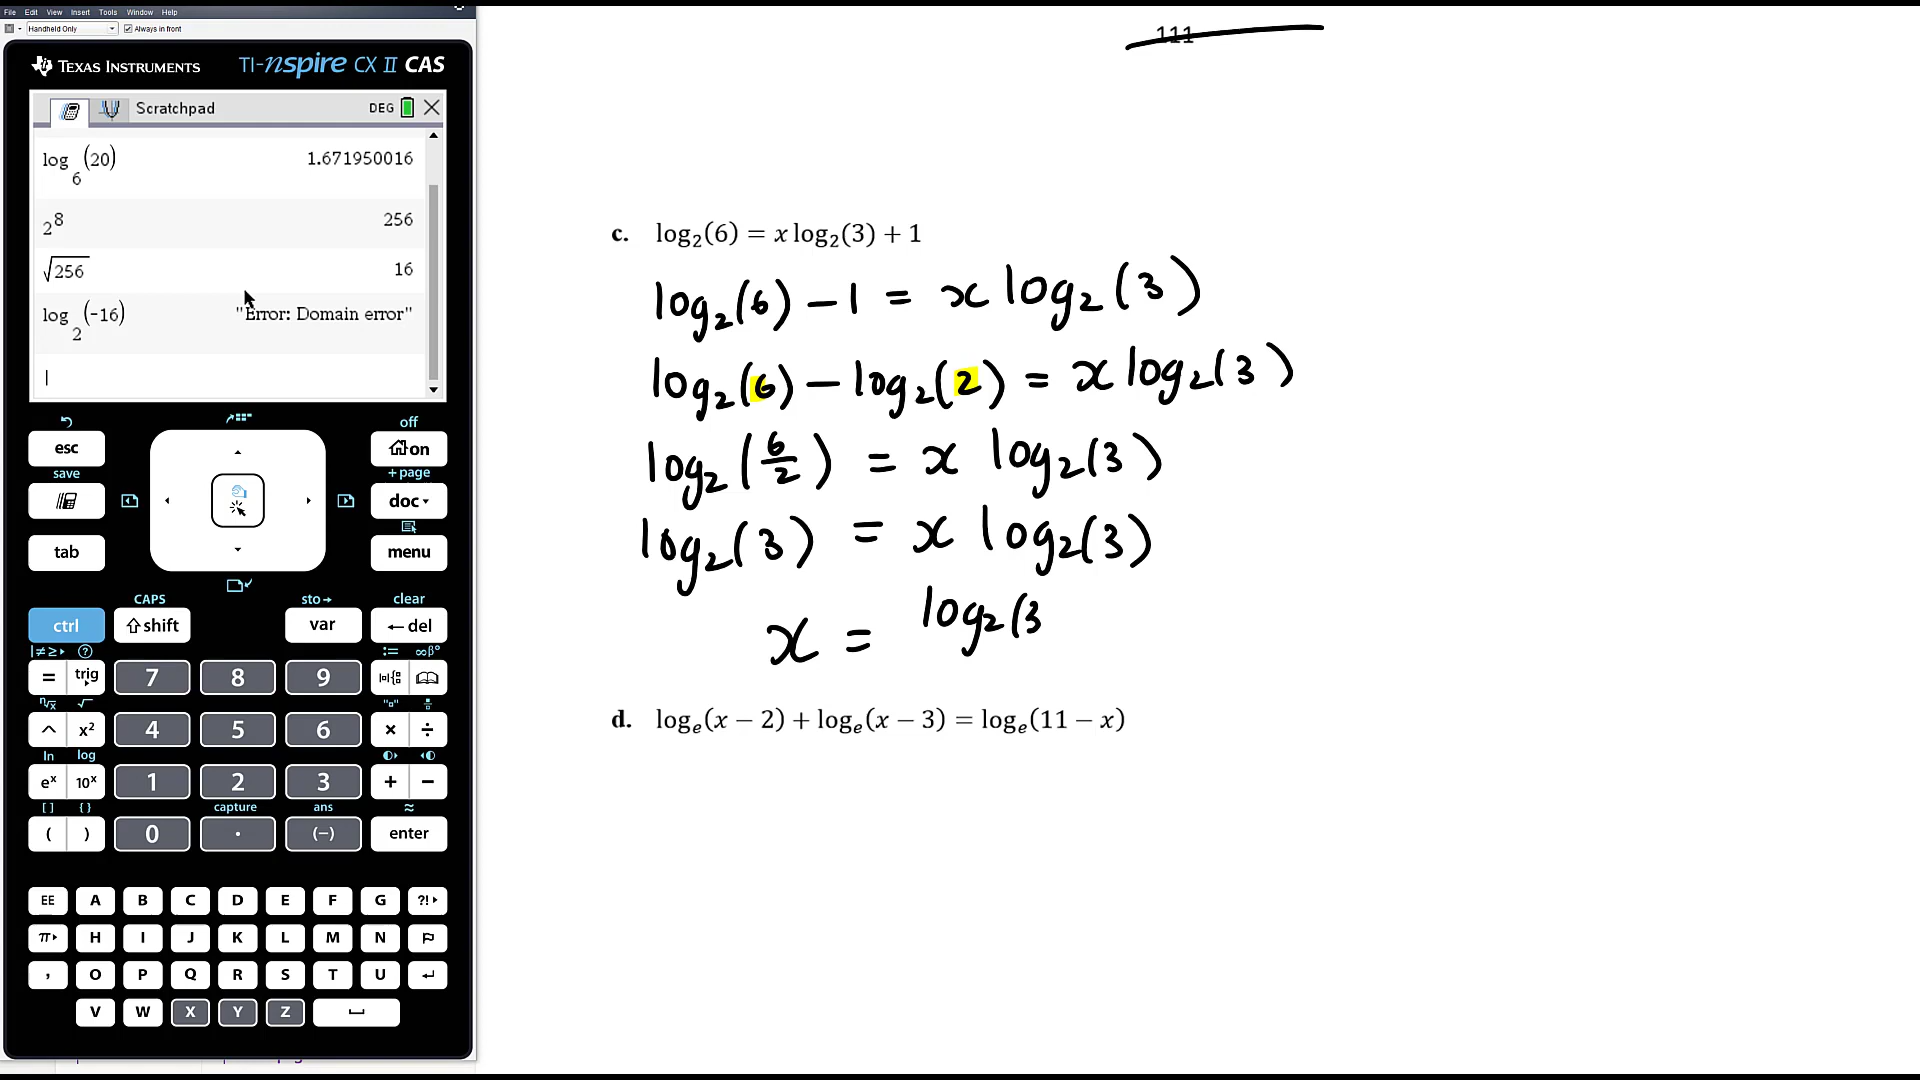 File Edit View Insert Tools Window Help
Handheld Only Always in front
TEXAS INSTRUMENTS TI-nspire CX II CAS
Scratchpad DEG
log₆(20) 1.671950016
2⁸ 256
√256 16
log₂(-16) "Error: Domain error"
off
esc on
save +page
doc
tab menu
CAPS sto→ clear
ctrl ⇧shift var ←del
|≠≥▸ ? := ∞β°
= trig 7 8 9
ⁿ√x √ "▫" ÷
^ x² 4 5 6 × ÷
ln log
eˣ 10ˣ 1 2 3 + −
[ ] { } capture ans ≈
( ) 0 . (−) enter
EE A B C D E F G ?!▸
π▸ H I J K L M N
, O P Q R S T U ↵
V W X Y Z
111
c. log₂(6) = x log₂(3) + 1
log₂(6) − 1 = x log₂(3)
log₂(6) − log₂(2) = x log₂(3)
log₂(6/2) = x log₂(3)
log₂(3) = x log₂(3)
x = log₂(3
d. logₑ(x − 2) + logₑ(x − 3) = logₑ(11 − x)